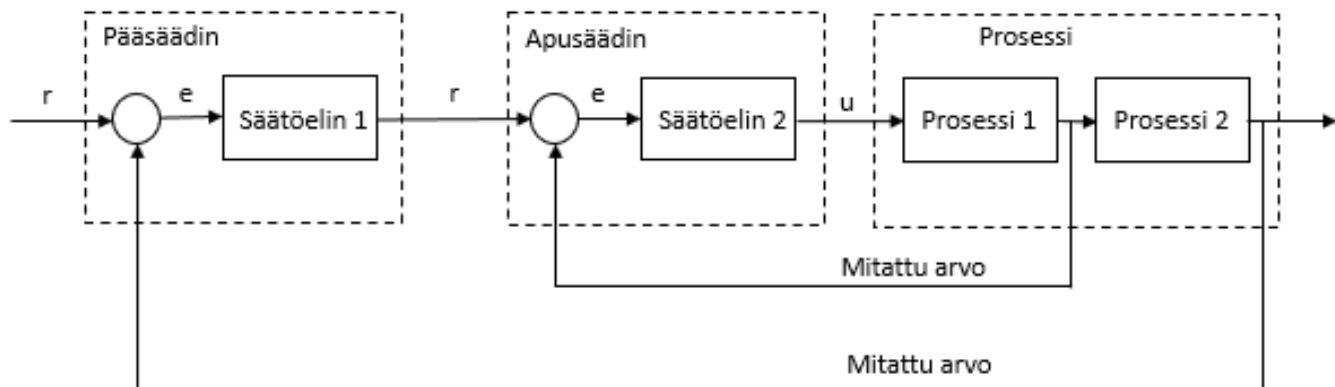 Pääsäädin
Apusäädin
Prosessi
r
e
Säätöelin 1
r
e
Säätöelin 2
u
Prosessi 1
Prosessi 2
Mitattu arvo
Mitattu arvo